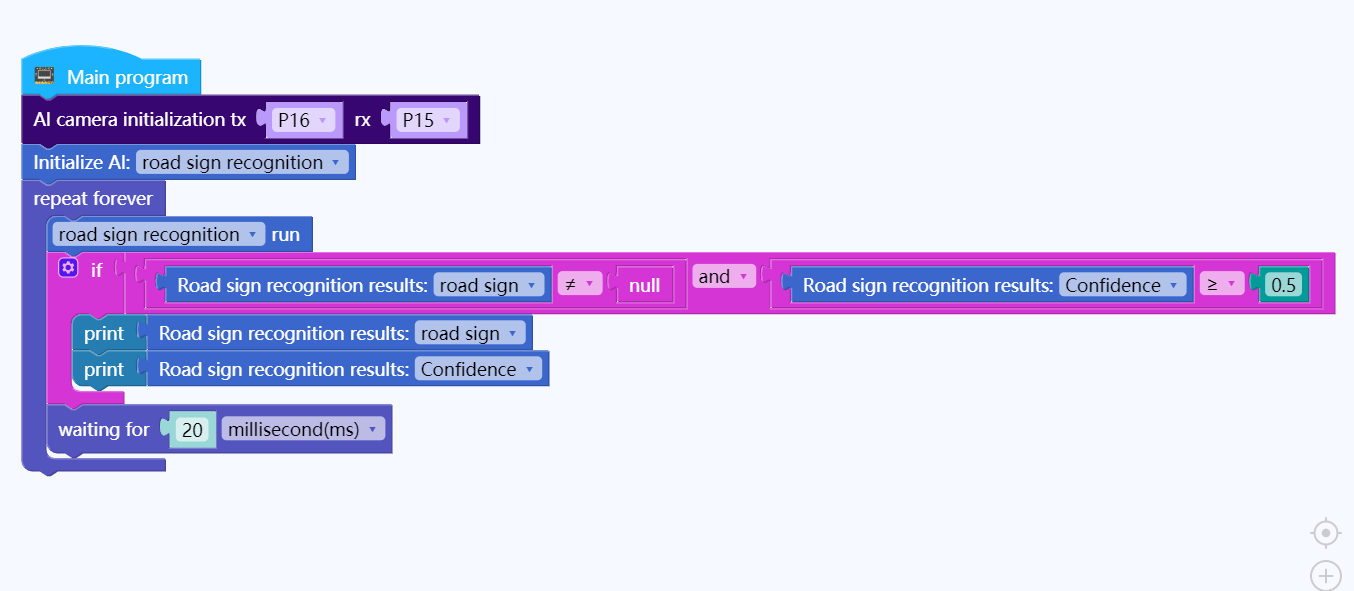 Main program
AI camera initialization tx P16 rx P15
Initialize AI: road sign recognition
repeat forever
road sign recognition run
if Road sign recognition results: road sign ≠ null and Road sign recognition results: Confidence ≥ 0.5
print Road sign recognition results: road sign
print Road sign recognition results: Confidence
waiting for 20 millisecond(ms)